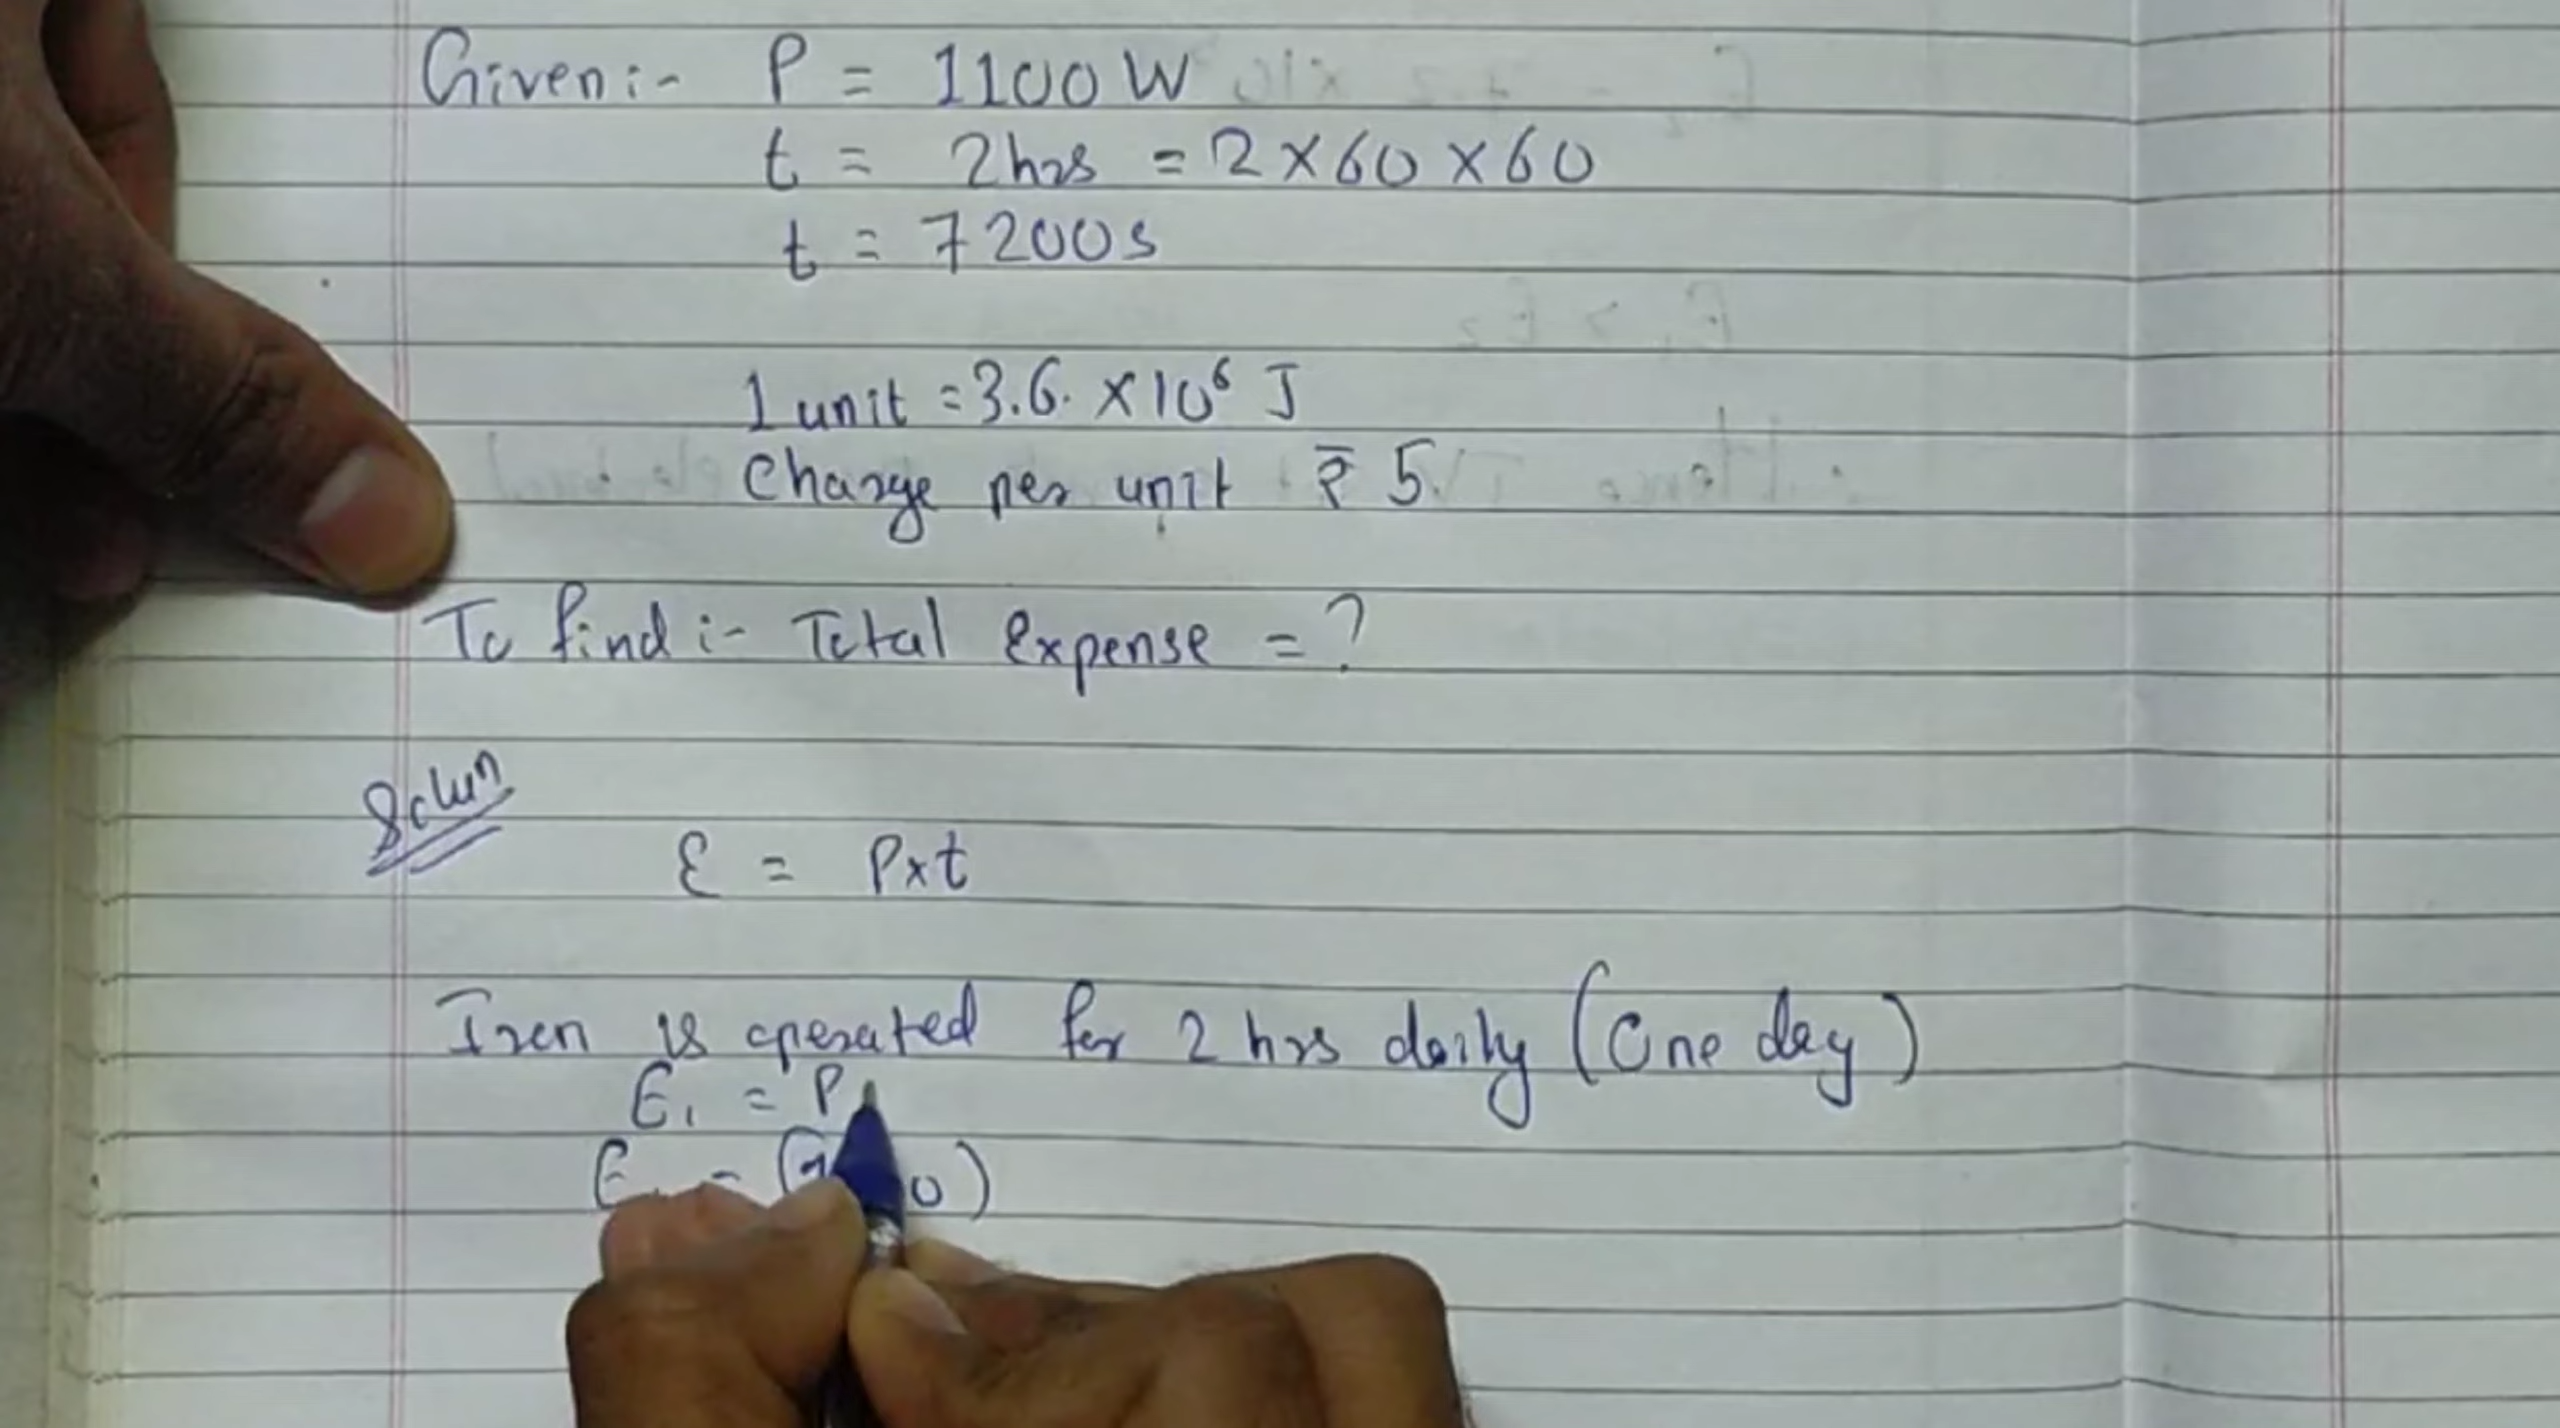 Given :- P = 1100 W
t = 2hrs = 2 × 60 × 60
t = 7200s
1 unit = 3.6. × 10⁶ J
Charge per unit ₹ 5.
To find :- Total Expense = ?
Solun
E = P×t
Iron is operated for 2 hrs daily (One day)
E₁ = P